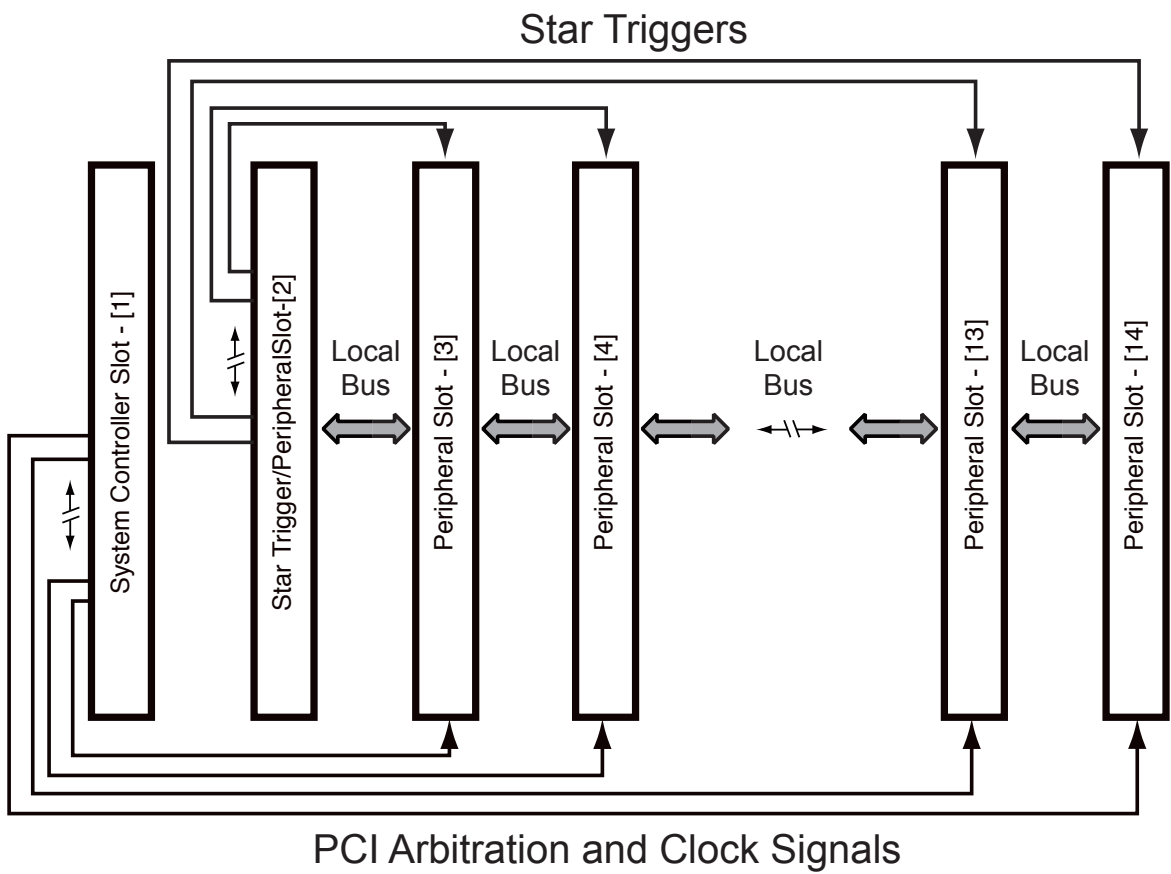 Star Triggers
System Controller Slot - [1]
Star Trigger/PeripheralSlot-[2]
Local
Bus
Peripheral Slot - [3]
Local
Bus
Peripheral Slot - [4]
Local
Bus
Peripheral Slot - [13]
Local
Bus
Peripheral Slot - [14]
PCI Arbitration and Clock Signals